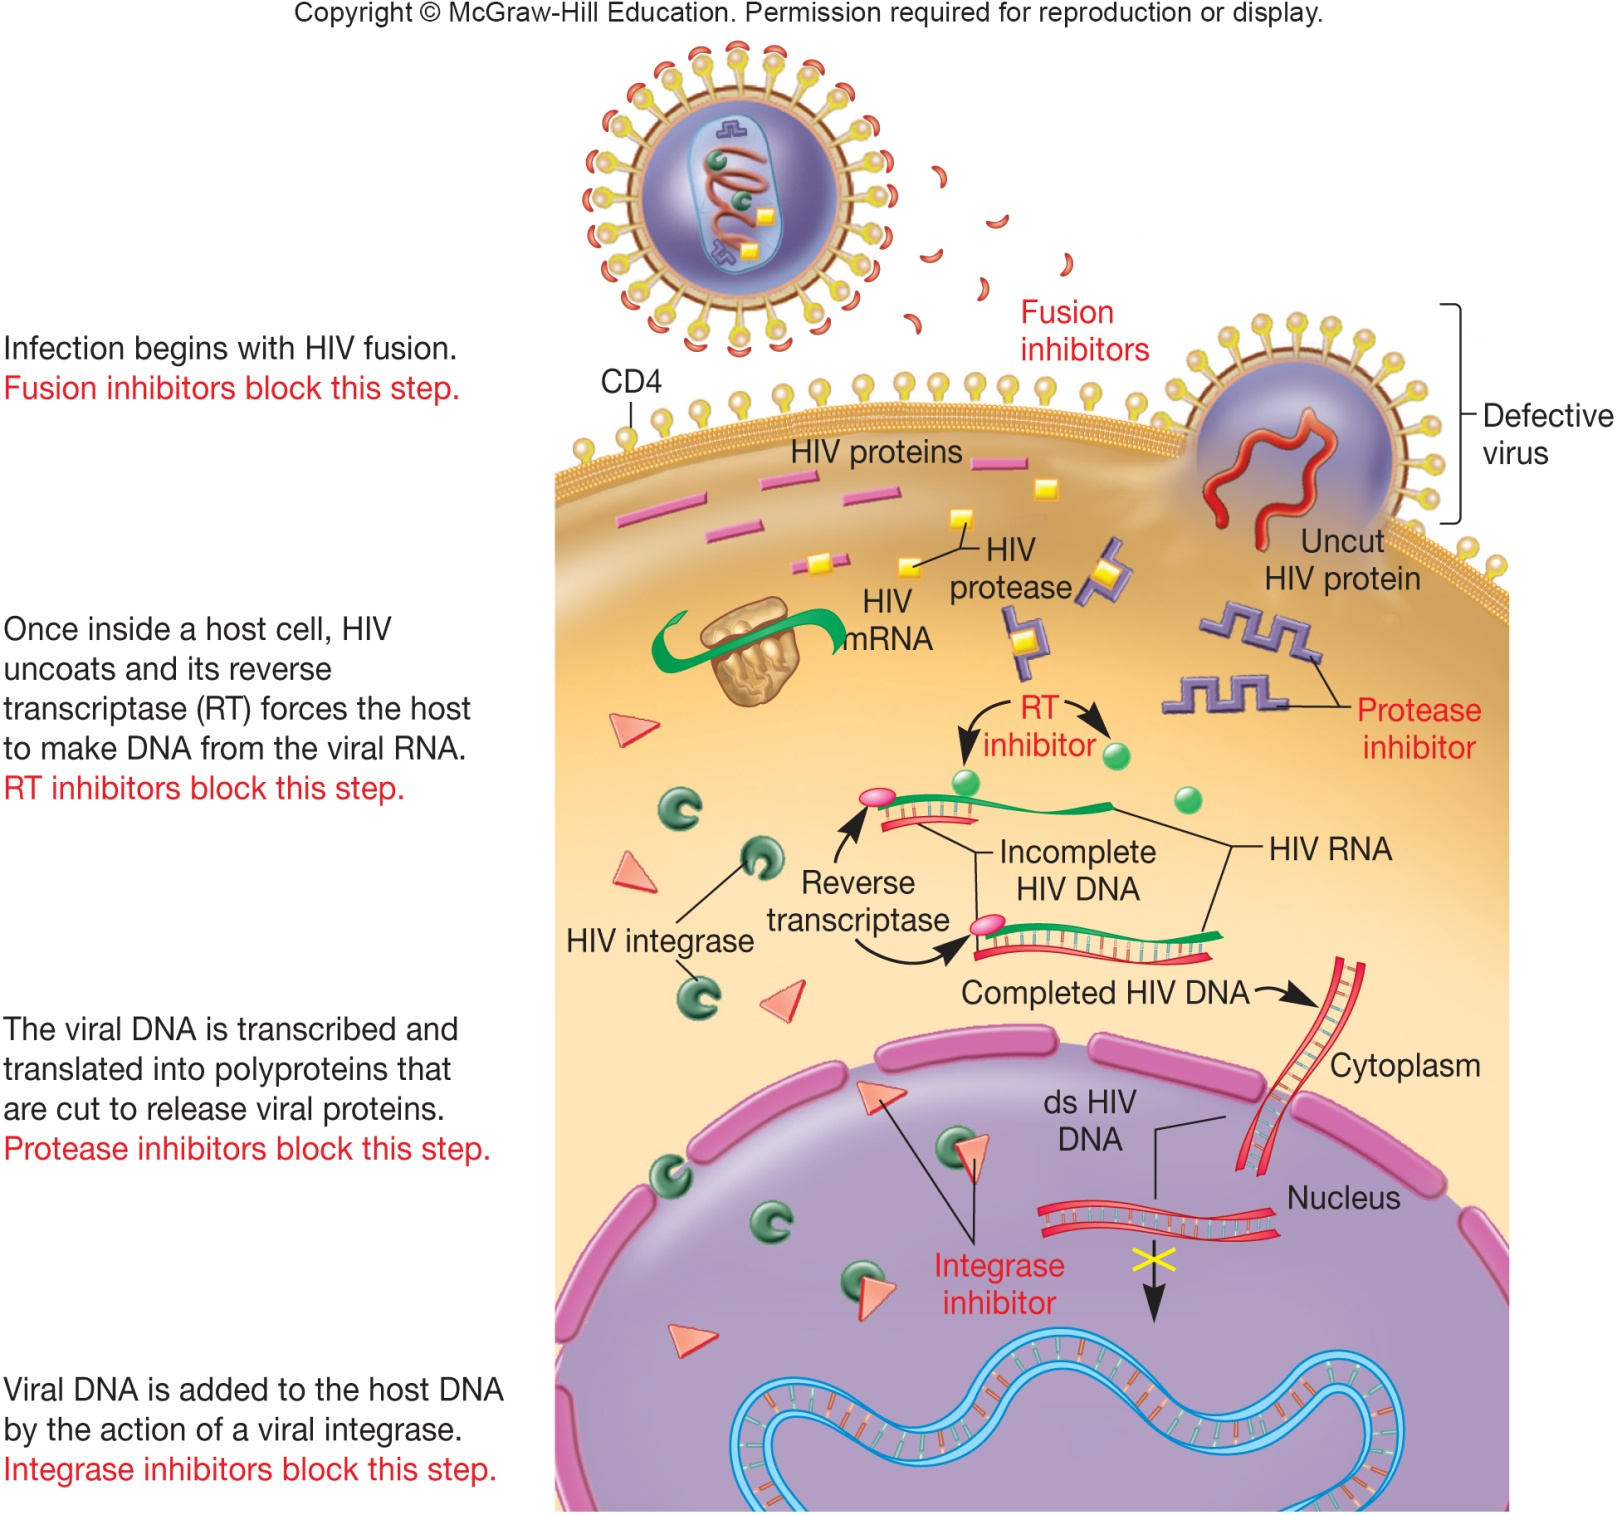 Copyright © McGraw-Hill Education. Permission required for reproduction or display.
Infection begins with HIV fusion.
Fusion inhibitors block this step.
Once inside a host cell, HIV
uncoats and its reverse
transcriptase (RT) forces the host
to make DNA from the viral RNA.
RT inhibitors block this step.
The viral DNA is transcribed and
translated into polyproteins that
are cut to release viral proteins.
Protease inhibitors block this step.
Viral DNA is added to the host DNA
by the action of a viral integrase.
Integrase inhibitors block this step.
Fusion
inhibitors
CD4
Defective
virus
HIV proteins
HIV
protease
Uncut
HIV protein
HIV
mRNA
RT
inhibitor
Protease
inhibitor
Incomplete
HIV DNA
HIV RNA
Reverse
transcriptase
HIV integrase
Completed HIV DNA
Cytoplasm
ds HIV
DNA
Nucleus
Integrase
inhibitor